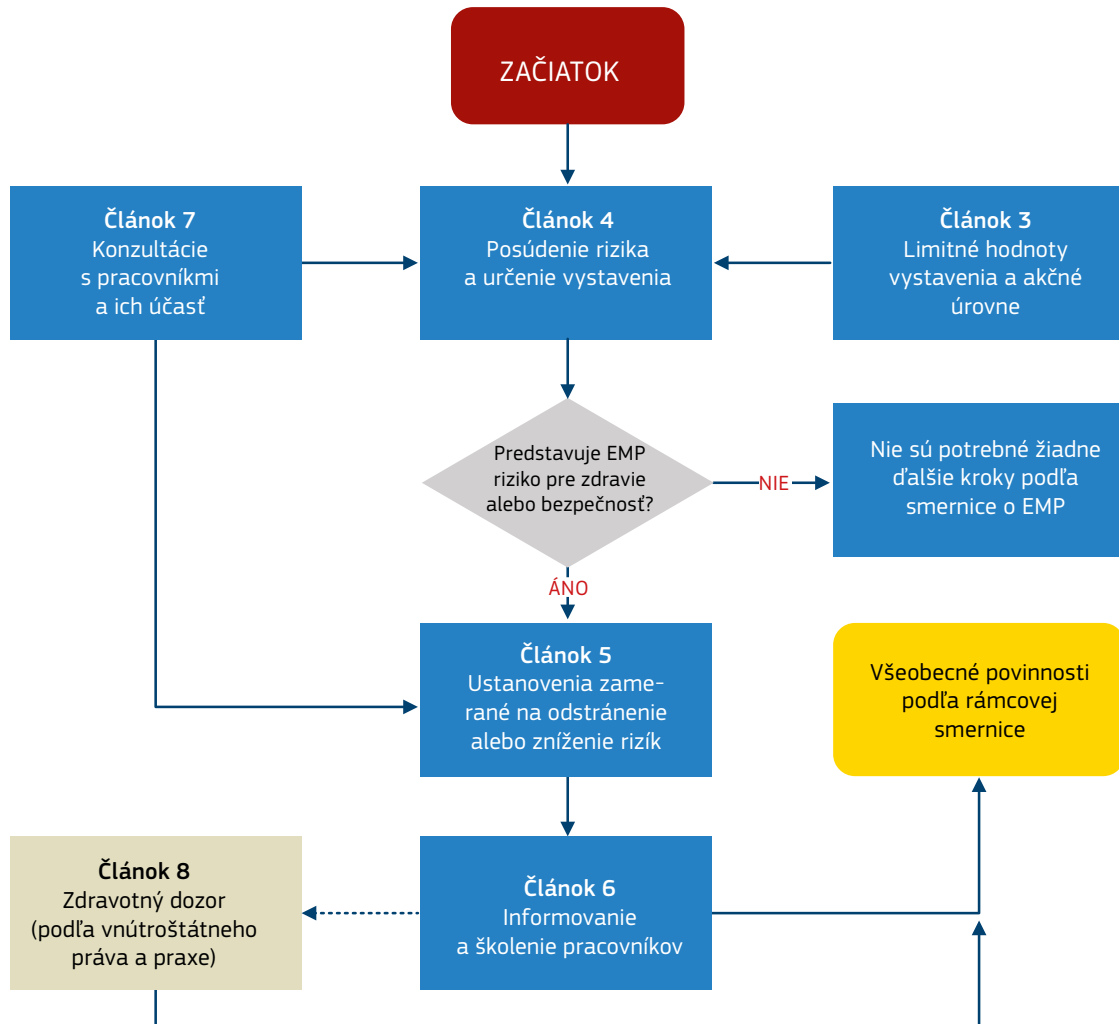 ZAČIATOK
Článok 7
Konzultácie
s pracovníkmi
a ich účasť
Článok 4
Posúdenie rizika
a určenie vystavenia
Článok 3
Limitné hodnoty
vystavenia a akčné
úrovne
Predstavuje EMP
riziko pre zdravie
alebo bezpečnosť?
NIE
Nie sú potrebné žiadne
ďalšie kroky podľa
smernice o EMP
ÁNO
Článok 5
Ustanovenia zame-
rané na odstránenie
alebo zníženie rizík
Všeobecné povinnosti
podľa rámcovej
smernice
Článok 8
Zdravotný dozor
(podľa vnútroštátneho
práva a praxe)
Článok 6
Informovanie
a školenie pracovníkov